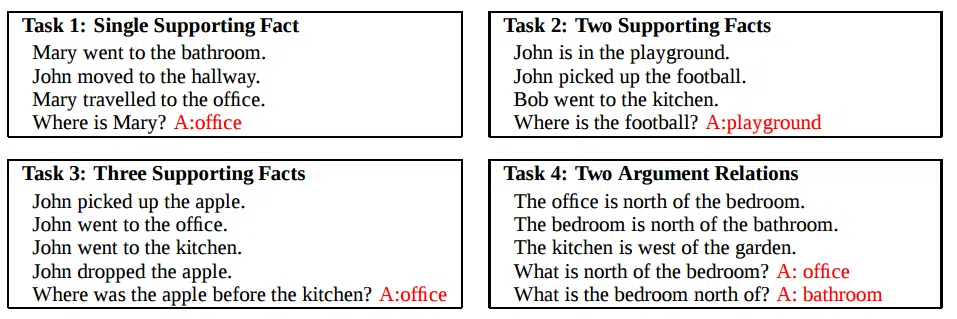 Task 1: Single Supporting Fact
Mary went to the bathroom.
John moved to the hallway.
Mary travelled to the office.
Where is Mary? A:office
Task 2: Two Supporting Facts
John is in the playground.
John picked up the football.
Bob went to the kitchen.
Where is the football? A:playground
Task 3: Three Supporting Facts
John picked up the apple.
John went to the office.
John went to the kitchen.
John dropped the apple.
Where was the apple before the kitchen? A:office
Task 4: Two Argument Relations
The office is north of the bedroom.
The bedroom is north of the bathroom.
The kitchen is west of the garden.
What is north of the bedroom? A: office
What is the bedroom north of? A: bathroom